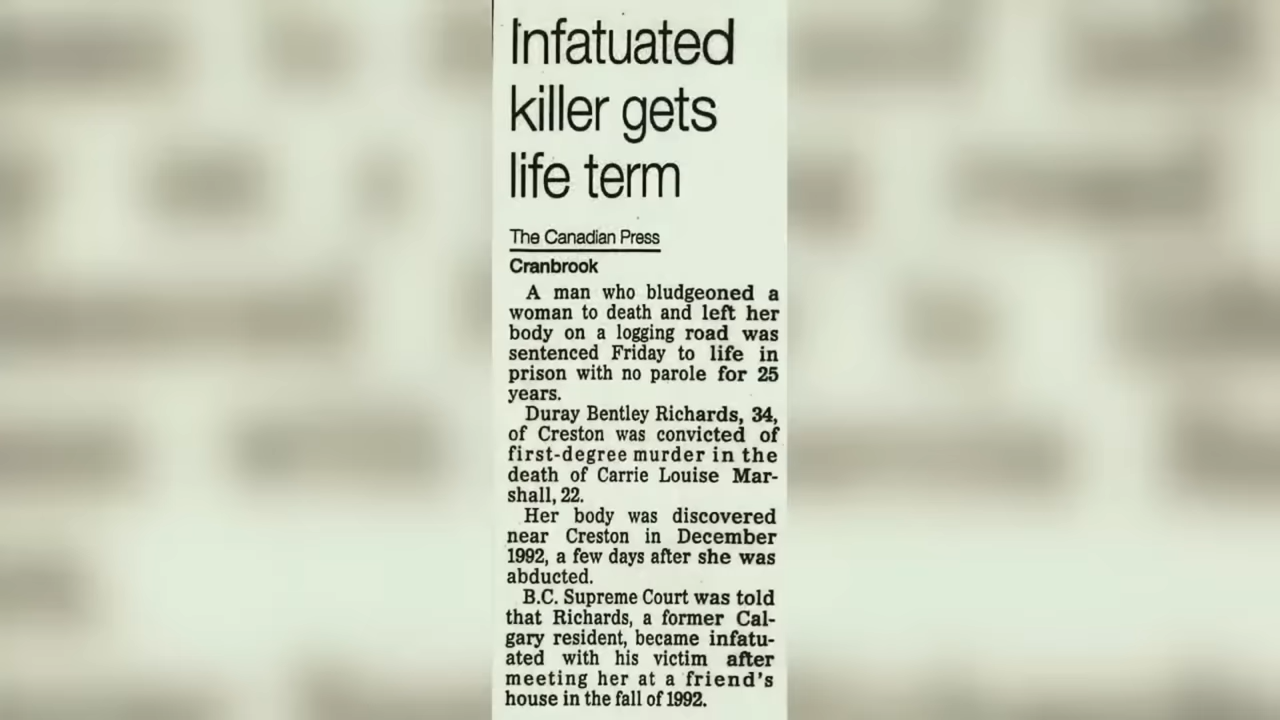 Infatuated
killer gets
life term
The Canadian Press
Cranbrook
A man who bludgeoned a
woman to death and left her
body on a logging road was
sentenced Friday to life in
prison with no parole for 25
years.
Duray Bentley Richards, 34,
of Creston was convicted of
first-degree murder in the
death of Carrie Louise Mar-
shall, 22.
Her body was discovered
near Creston in December
1992, a few days after she was
abducted.
B.C. Supreme Court was told
that Richards, a former Cal-
gary resident, became infatu-
ated with his victim after
meeting her at a friend's
house in the fall of 1992.